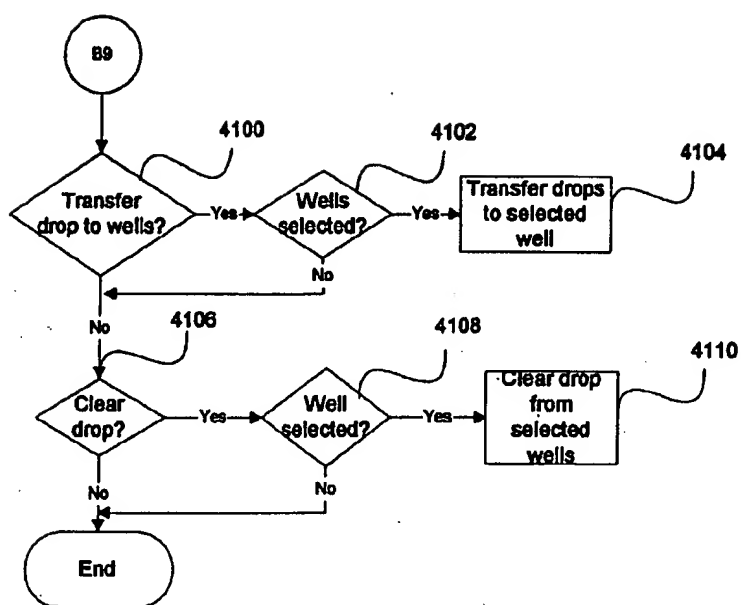 B9
4100
4102
4104
Transfer
drop to wells?
Yes
Wells
selected?
Yes
Transfer drops
to selected
well
No
No
4106
4108
4110
Clear
drop?
Yes
Well
selected?
Yes
Clear drop
from
selected
wells
No
No
End